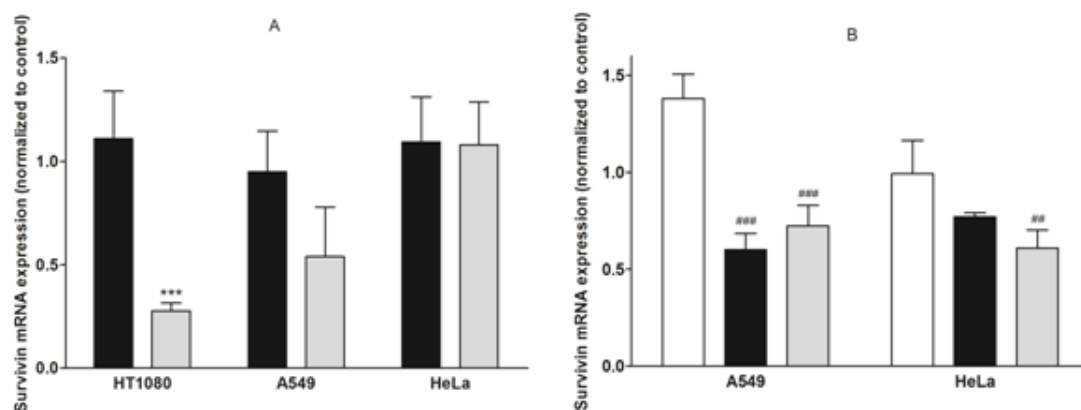 A
Survivin mRNA expression (normalized to control)
1.5
1.0
0.5
0.0
***
HT1080 A549 HeLa
B
Survivin mRNA expression (normalized to control)
1.5
1.0
0.5
0.0
### ### ##
A549 HeLa